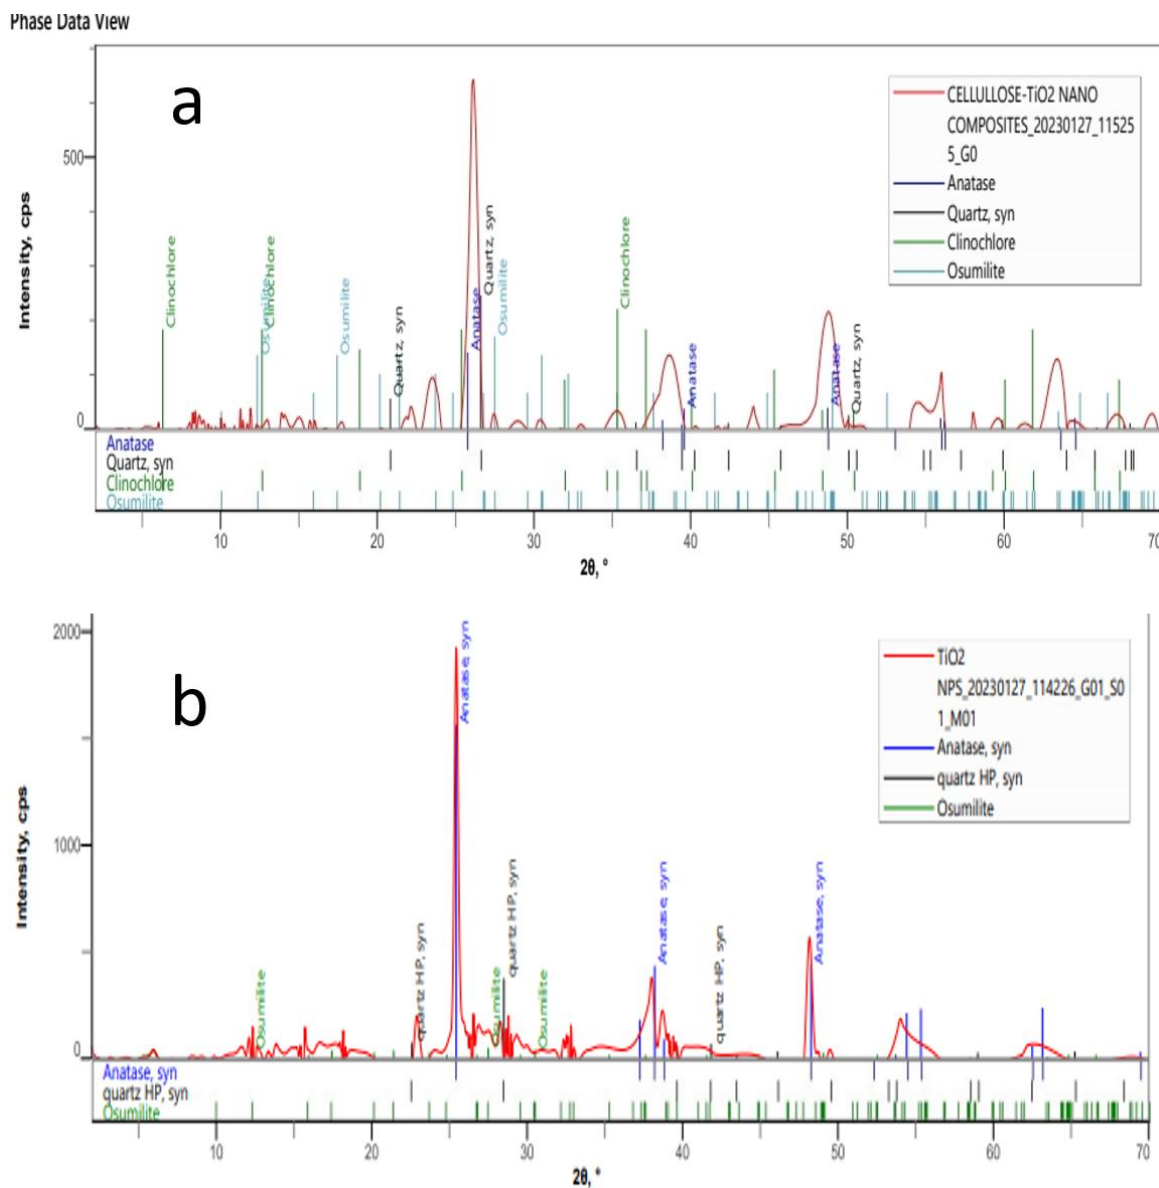 Phase Data View
a
Intensity, cps
500
0
CELLULLOSE-TiO2 NANO
COMPOSITES_20230127_11525
5_G0
Anatase
Quartz, syn
Clinochlore
Osumilite
Clinochlore
Osumilite
Clinochlore
Osumilite
Quartz, syn
Anatase
Quartz, syn
Osumilite
Clinochlore
Anatase
Anatase
Quartz, syn
Anatase
Quartz, syn
Clinochlore
Osumilite
10
20
30
40
50
60
70
2θ, °
b
Intensity, cps
2000
1000
0
TiO2
NPS_20230127_114226_G01_S0
1_M01
Anatase, syn
quartz HP, syn
Osumilite
Osumilite
quartz HP, syn
Anatase, syn
Osumilite
quartz HP, syn
Osumilite
Anatase, syn
quartz HP, syn
Anatase, syn
Anatase, syn
quartz HP, syn
Osumilite
10
20
30
40
50
60
70
2θ, °